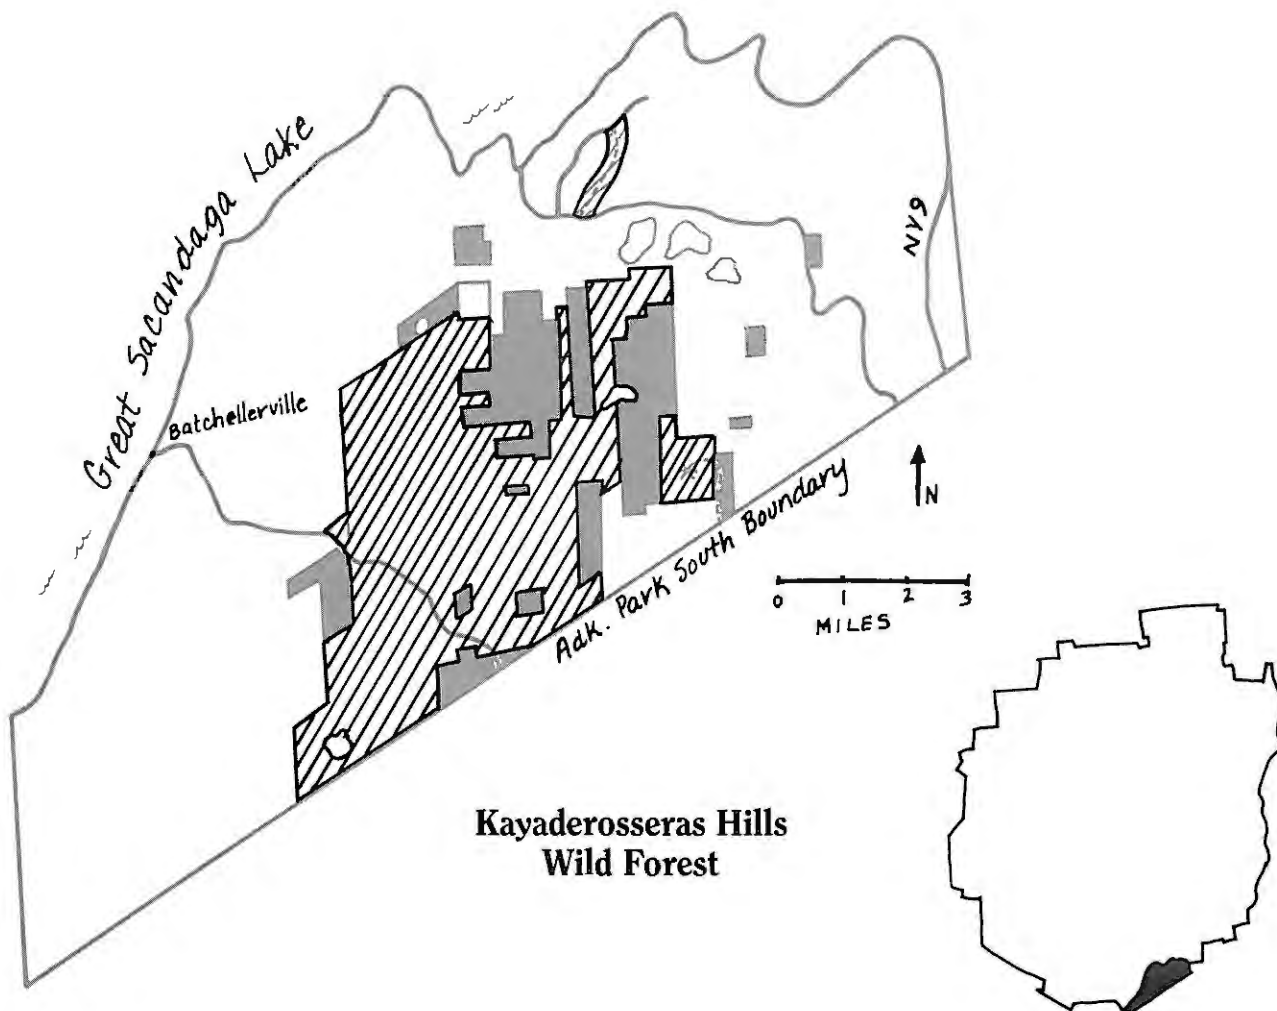 Great Sacandaga Lake
NY9
Batchellerville
N
Adk. Park South Boundary
0 1 2 3
MILES
Kayaderosseras Hills
Wild Forest